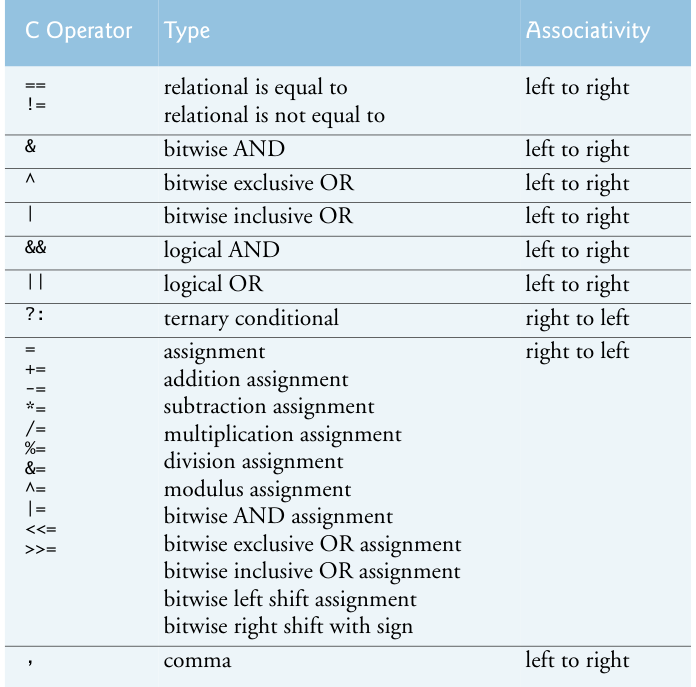 C Operator Type Associativity
== relational is equal to left to right
!= relational is not equal to
& bitwise AND left to right
^ bitwise exclusive OR left to right
| bitwise inclusive OR left to right
&& logical AND left to right
|| logical OR left to right
?: ternary conditional right to left
= assignment right to left
+= addition assignment
-= subtraction assignment
*= multiplication assignment
/= division assignment
%= modulus assignment
&= bitwise AND assignment
^= bitwise exclusive OR assignment
|= bitwise inclusive OR assignment
<<= bitwise left shift assignment
>>= bitwise right shift with sign
, comma left to right